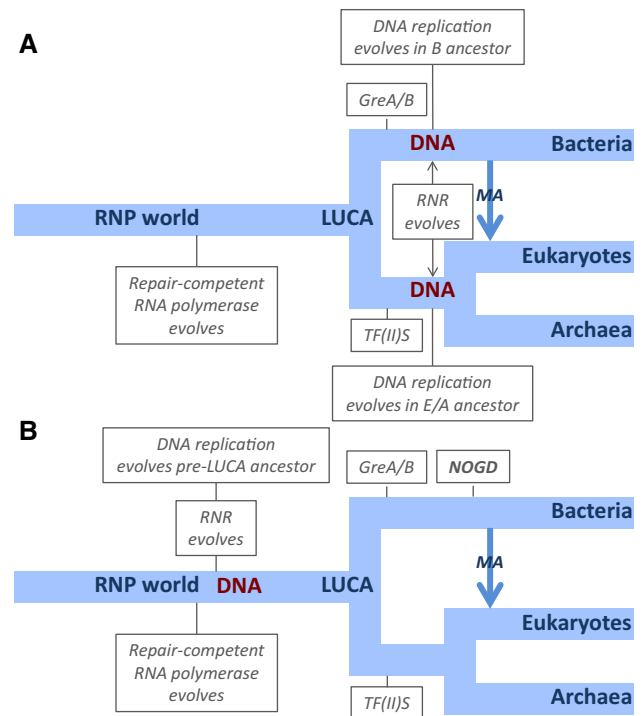 A
DNA replication
evolves in B ancestor
GreA/B
DNA
Bacteria
RNP world
LUCA
RNR
evolves
MA
Eukaryotes
Repair-competent
RNA polymerase
evolves
DNA
TF(II)S
Archaea
DNA replication
evolves in E/A ancestor
B
DNA replication
evolves pre-LUCA ancestor
GreA/B
NOGD
RNR
evolves
Bacteria
MA
RNP world
DNA
LUCA
Eukaryotes
Repair-competent
RNA polymerase
evolves
TF(II)S
Archaea